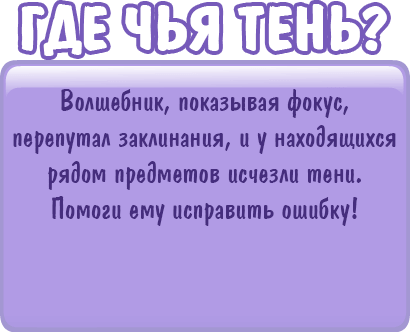 ГДЕ ЧЬЯ ТЕНЬ?
Волшебник, показывая фокус,
перепутал заклинания, и у находящихся
рядом предметов исчезли тени.
Помоги ему исправить ошибку!